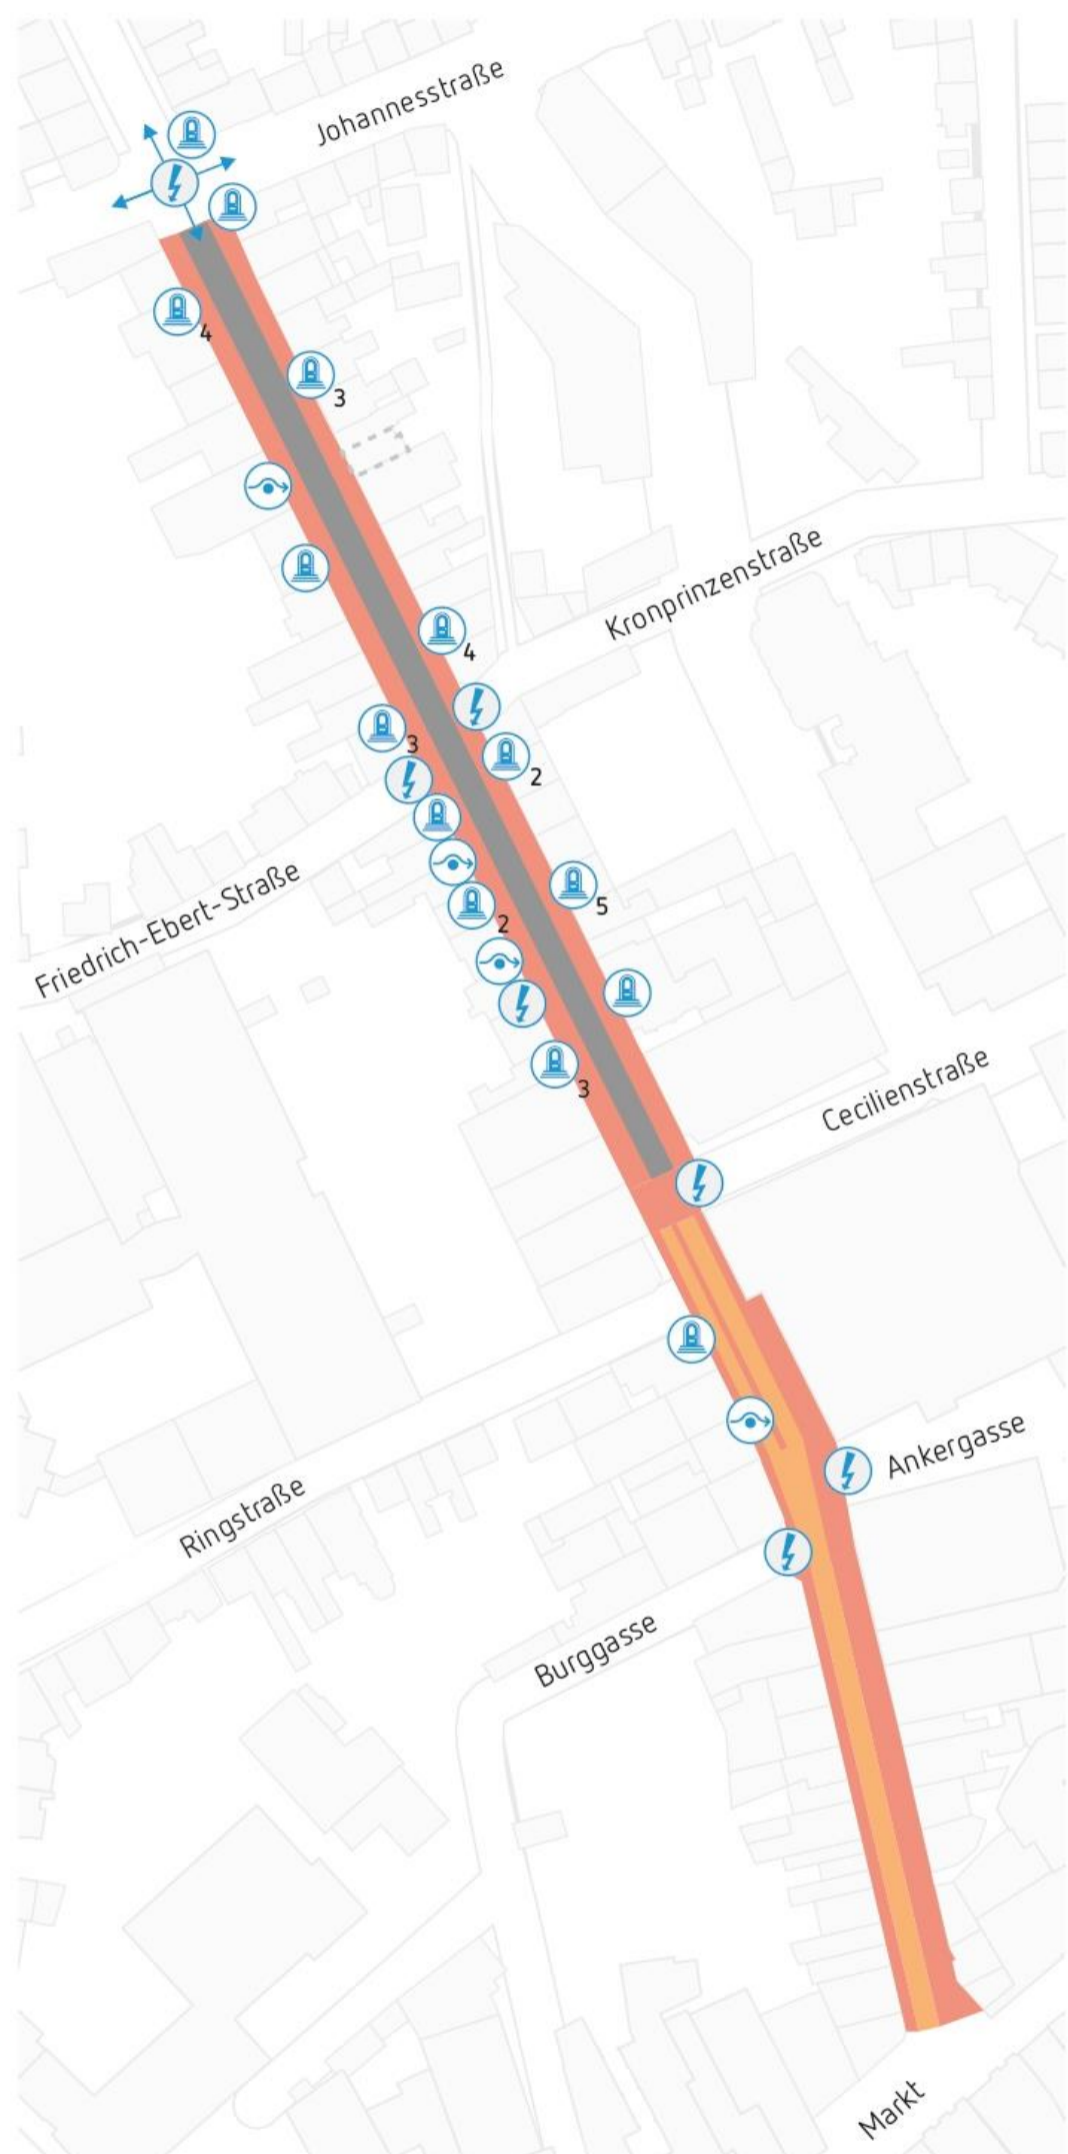 Johannesstraße
4
3
Kronprinzenstraße
4
3
2
Friedrich-Ebert-Straße
5
2
Cecilienstraße
3
Ankergasse
Ringstraße
Burggasse
Markt